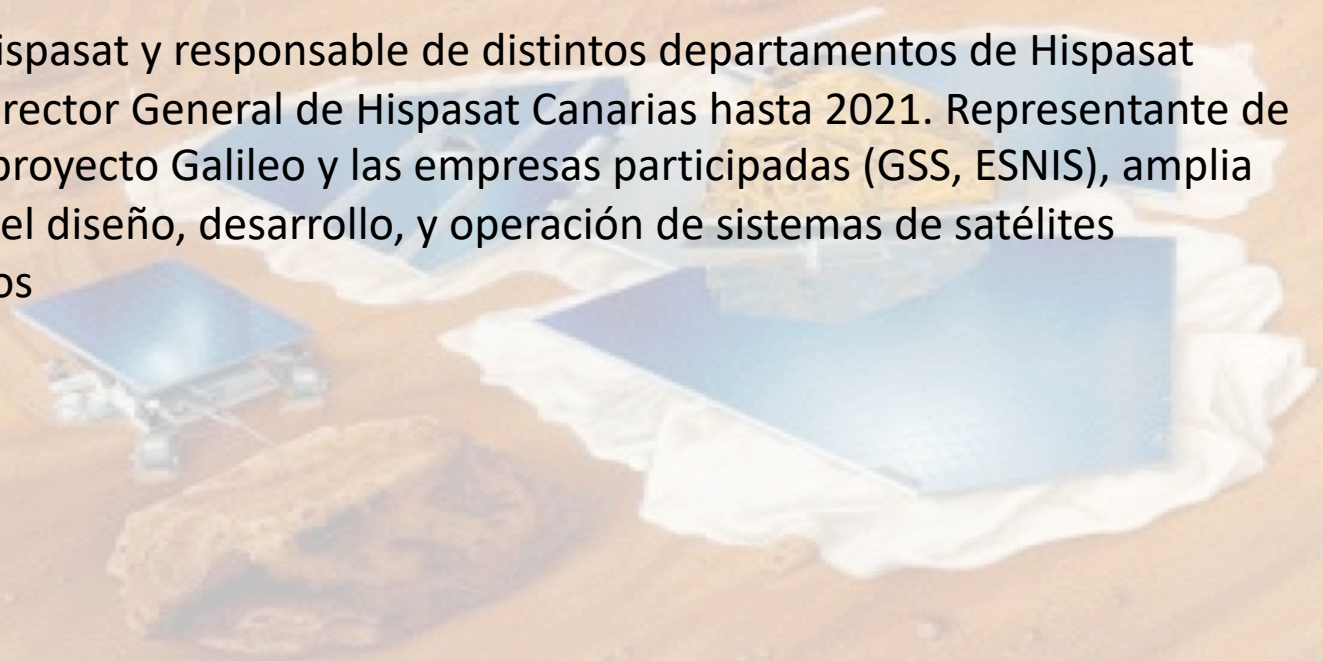 ispasat y responsable de distintos departamentos de Hispasat
rector General de Hispasat Canarias hasta 2021. Representante de
proyecto Galileo y las empresas participadas (GSS, ESNIS), amplia
el diseño, desarrollo, y operación de sistemas de satélites
os